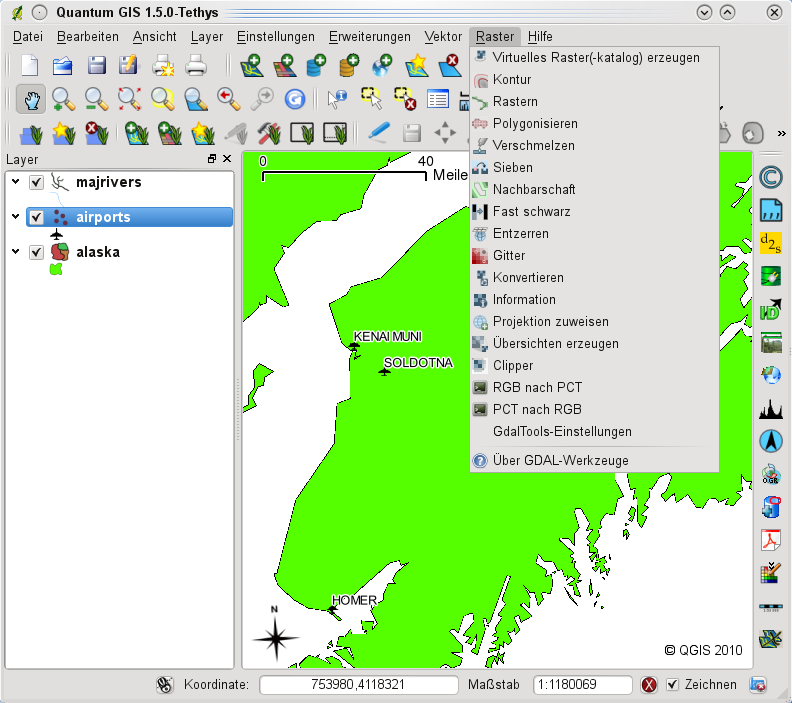 Quantum GIS 1.5.0-Tethys
Datei Bearbeiten Ansicht Layer Einstellungen Erweiterungen Vektor Raster Hilfe
Virtuelles Raster(-katalog) erzeugen
Kontur
Rastern
Polygonisieren
Verschmelzen
Sieben
Nachbarschaft
Fast schwarz
Entzerren
Gitter
Konvertieren
Information
Projektion zuweisen
Übersichten erzeugen
Clipper
RGB nach PCT
PCT nach RGB
GdalTools-Einstellungen
Über GDAL-Werkzeuge
Layer
majrivers
airports
alaska
0 40
Meile
KENAI MUNI
SOLDOTNA
HOMER
N
© QGIS 2010
d2s
Koordinate: 753980,4118321 Maßstab 1:1180069 Zeichnen